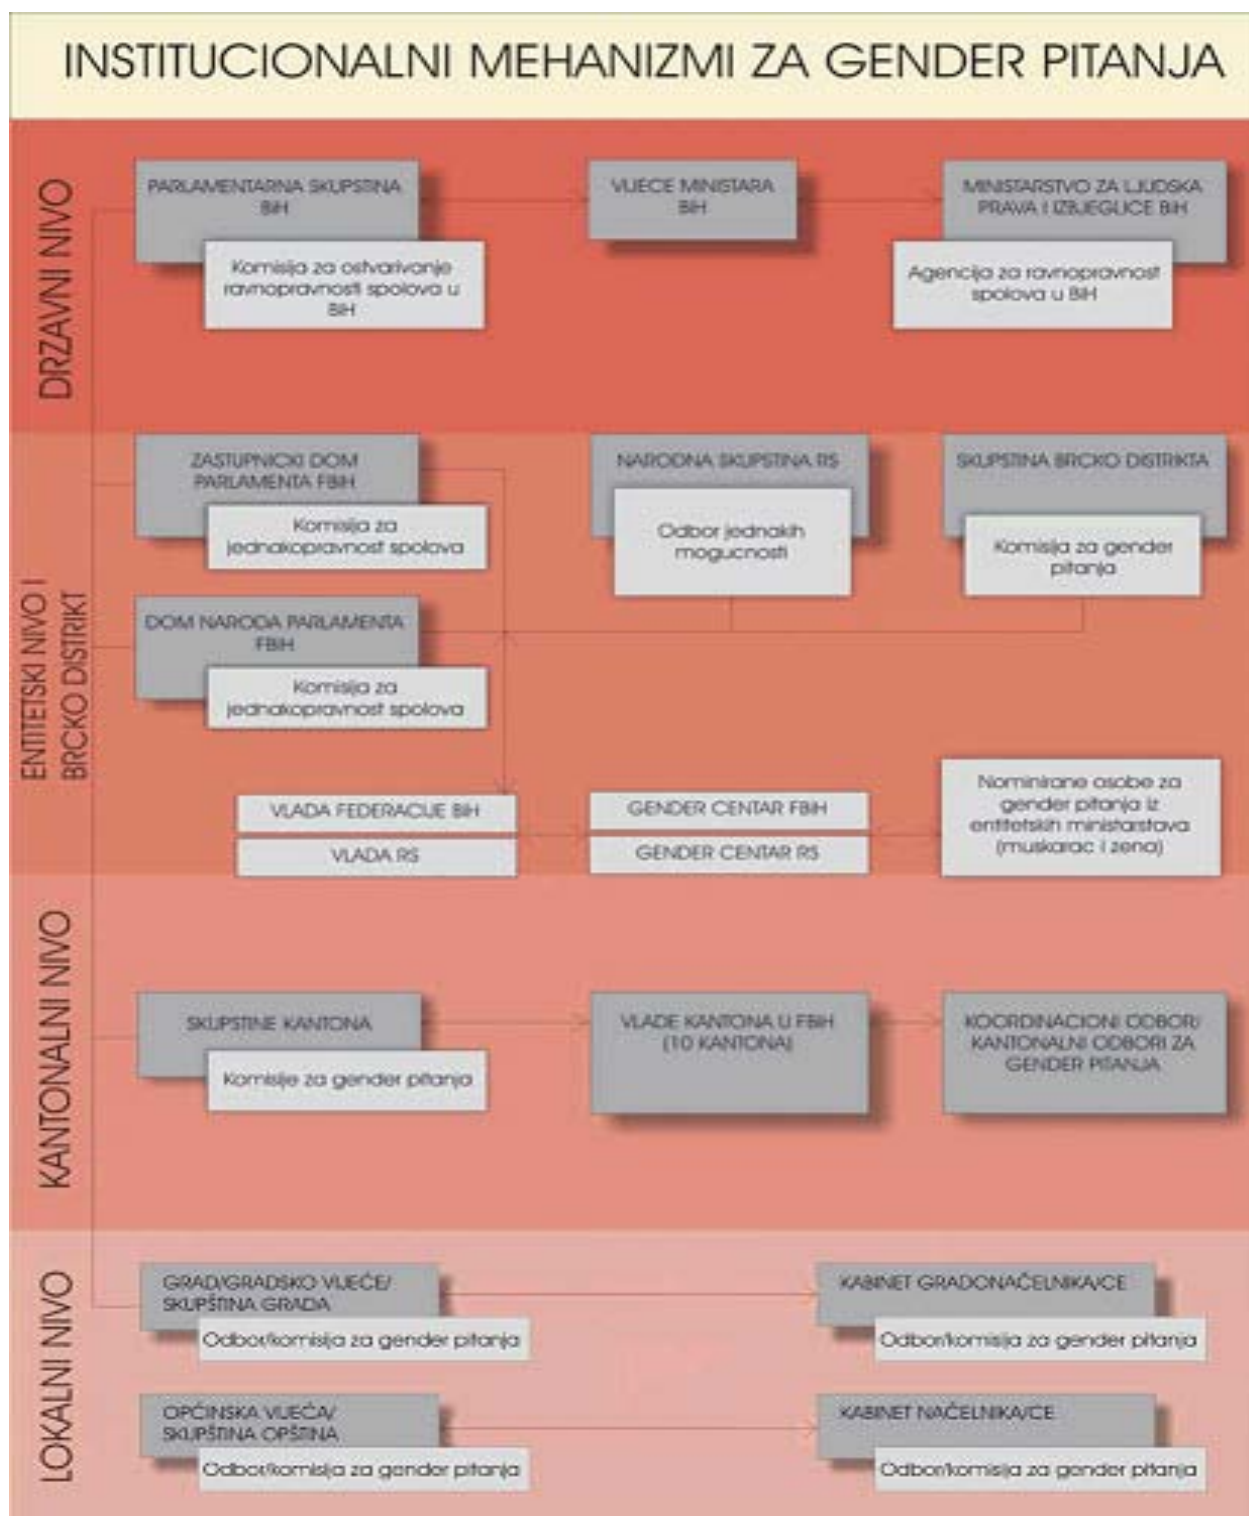 INSTITUCIONALNI MEHANIZMI ZA GENDER PITANJA
DRZAVNI NIVO
PARLAMENTARNA SKUPSTINA
BiH
Komisija za ostvarivanje
ravnopravnosti spolova u
BiH
VIJECE MINISTARA
BiH
MINISTARSTVO ZA LJUDSKA
PRAVA I IZBJEGLICE BiH
Agencija za ravnopravnost
spolova u BiH
ENTITETSKI NIVO I
BRCKO DISTRIKT
ZASTUPNICKI DOM
PARLAMENTA FBiH
Komisija za
jednakopravnost spolova
NARODNA SKUPSTINA RS
Odbor jednakih
mogucnosti
SKUPSTINA BRCKO DISTRIKTA
Komisija za gender
pitanja
DOM NARODA PARLAMENTA
FBiH
Komisija za
jednakopravnost spolova
VLADA FEDERACIJE BiH
VLADA RS
GENDER CENTAR FBiH
GENDER CENTAR RS
Nominirane osobe za
gender pitanja iz
entitetskih ministarstava
(muskarac i zena)
KANTONALNI NIVO
SKUPSTINE KANTONA
Komisije za gender pitanja
VLADE KANTONA U FBiH
(10 KANTONA)
KOORDINACIONI ODBOR/
KANTONALNI ODBORI ZA
GENDER PITANJA
LOKALNI NIVO
GRAD/GRADSKO VIJEĆE/
SKUPŠTINA GRADA
Odbor/komisija za gender pitanja
KABINET GRADONAČELNIKA/CE
Odbor/komisija za gender pitanja
OPĆINSKA VIJEĆA/
SKUPŠTINA OPŠTINA
Odbor/komisija za gender pitanja
KABINET NAČELNIKA/CE
Odbor/komisija za gender pitanja